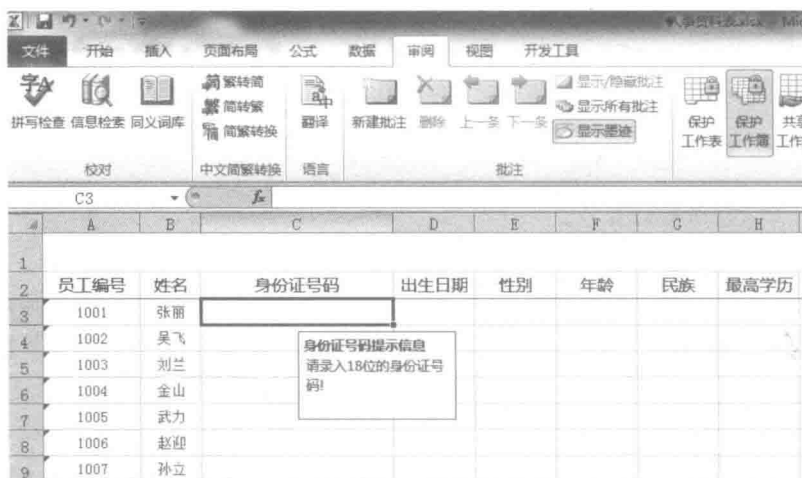 文件 开始 插入 页面布局 公式 数据 审阅 视图 开发工具
简 繁转简
繁 简转繁
简繁转换
拼写检查 信息检索 同义词库
翻译
新建批注 删除 上一条 下一条
显示/隐藏批注
显示所有批注
显示墨迹
保护
工作表
保护
工作簿
共享
工作
校对 中文简繁转换 语言 批注
C3 fx
A B C D E F G H
1
2 员工编号 姓名 身份证号码 出生日期 性别 年龄 民族 最高学历
3 1001 张丽
4 1002 吴飞
身份证号码提示信息
请录入18位的身份证号
码!
5 1003 刘兰
6 1004 金山
7 1005 武力
8 1006 赵迎
9 1007 孙立